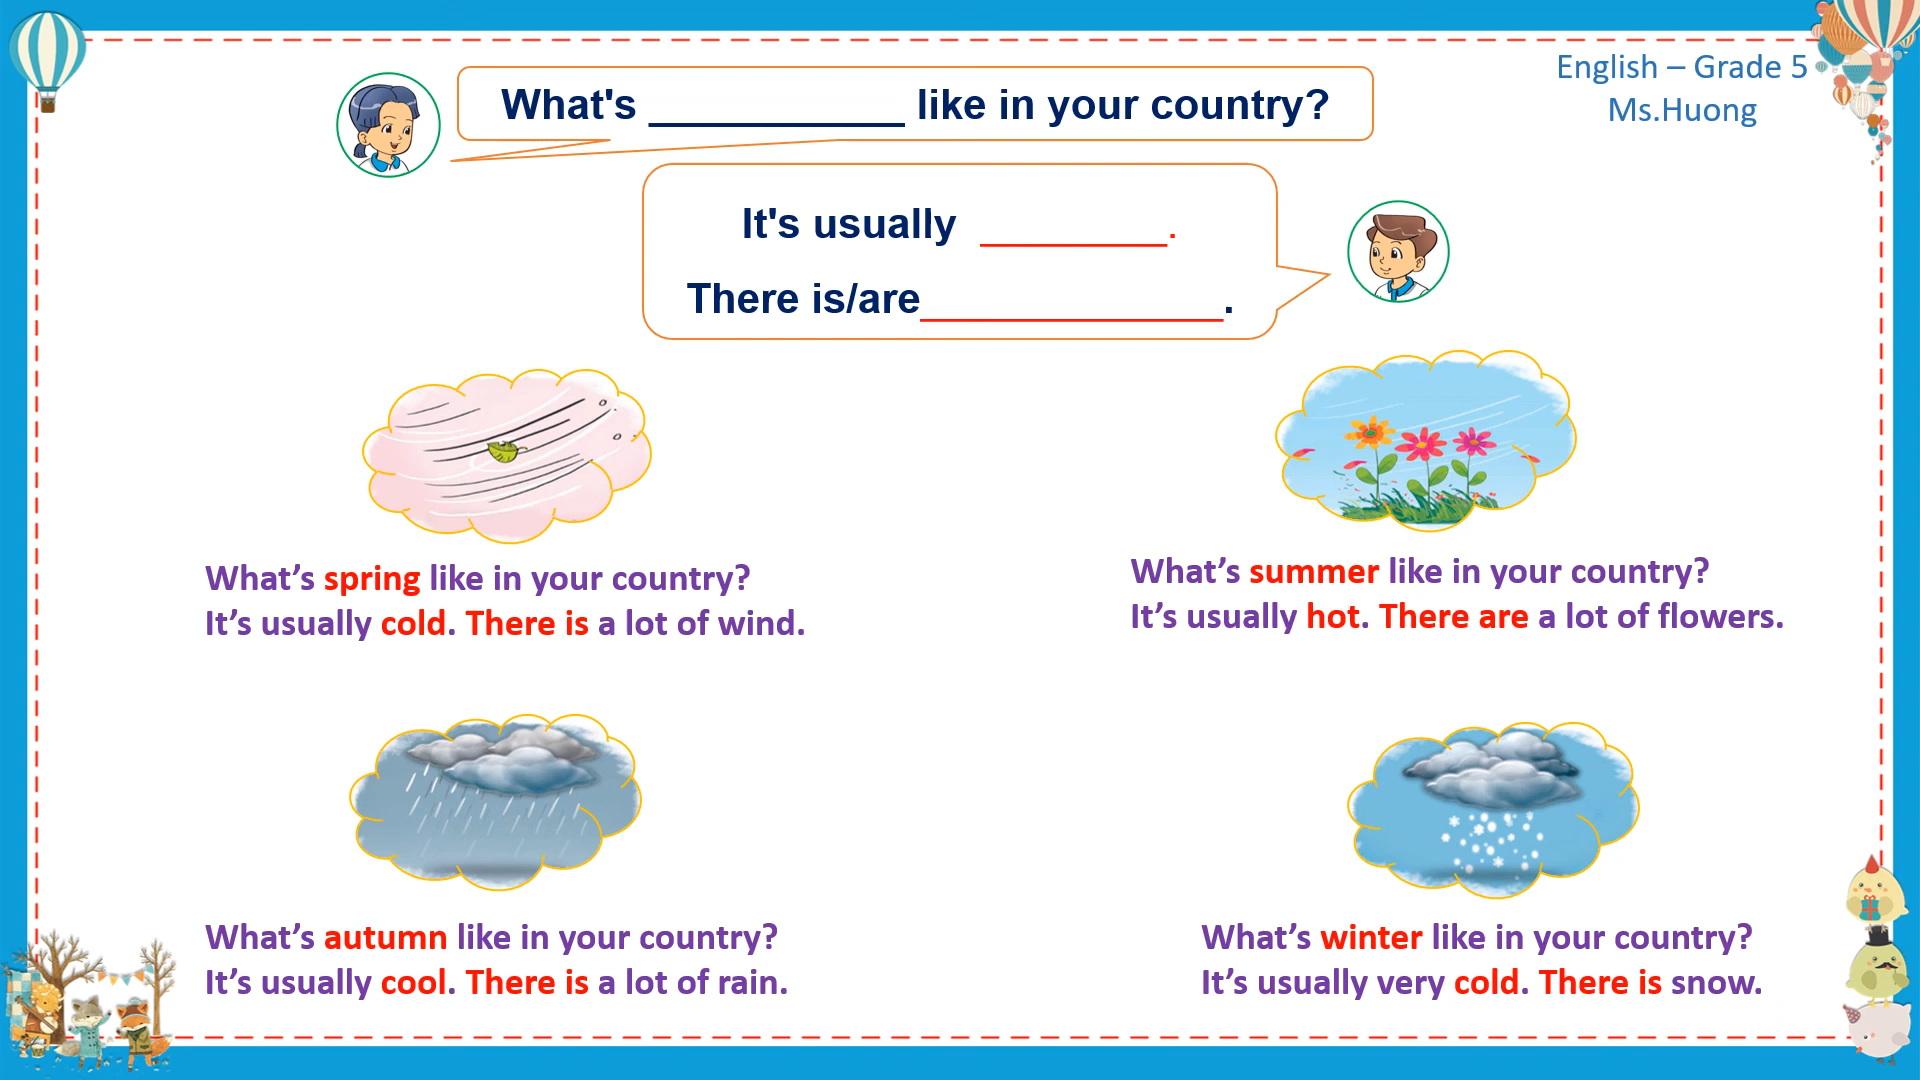 English – Grade 5
Ms.Huong
What's ___________ like in your country?
It's usually ________.
There is/are_____________.
What’s spring like in your country?
It’s usually cold. There is a lot of wind.
What’s summer like in your country?
It’s usually hot. There are a lot of flowers.
What’s autumn like in your country?
It’s usually cool. There is a lot of rain.
What’s winter like in your country?
It’s usually very cold. There is snow.